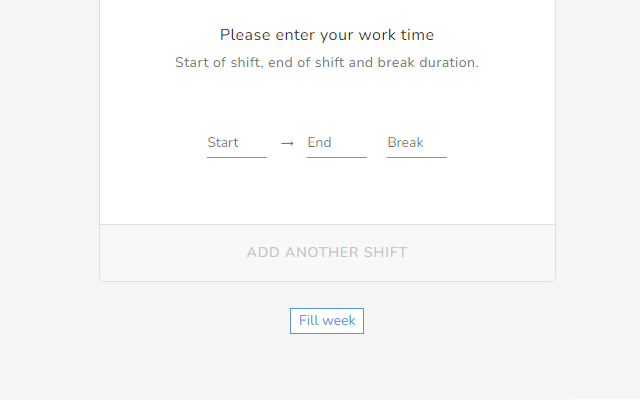 Please enter your work time
Start of shift, end of shift and break duration.
Start → End Break
ADD ANOTHER SHIFT
Fill week